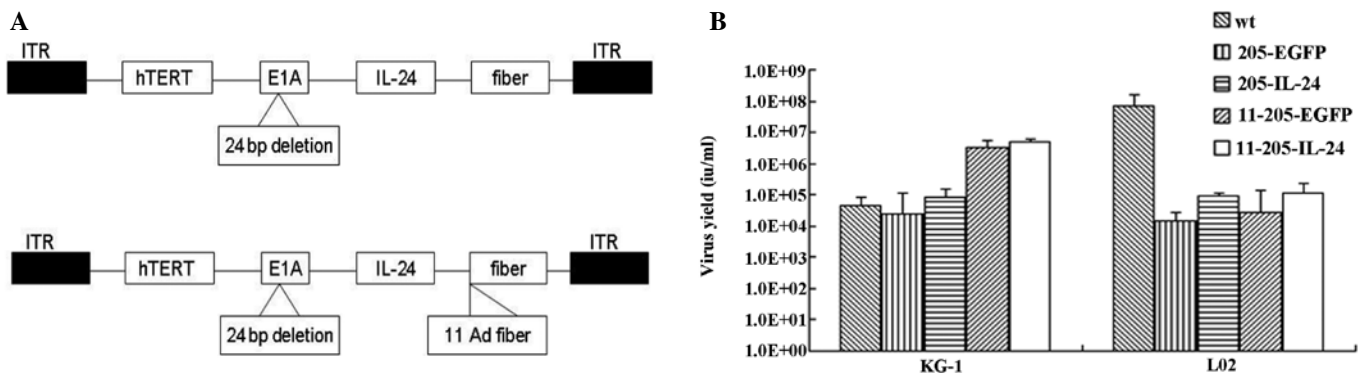 A
ITR
ITR
hTERT
E1A
IL-24
fiber
24 bp deletion
ITR
ITR
hTERT
E1A
IL-24
fiber
24 bp deletion
11 Ad fiber
B
wt
205-EGFP
205-IL-24
11-205-EGFP
11-205-IL-24
Virus yield (iu/ml)
1.0E+09
1.0E+08
1.0E+07
1.0E+06
1.0E+05
1.0E+04
1.0E+03
1.0E+02
1.0E+01
1.0E+00
KG-1
L02